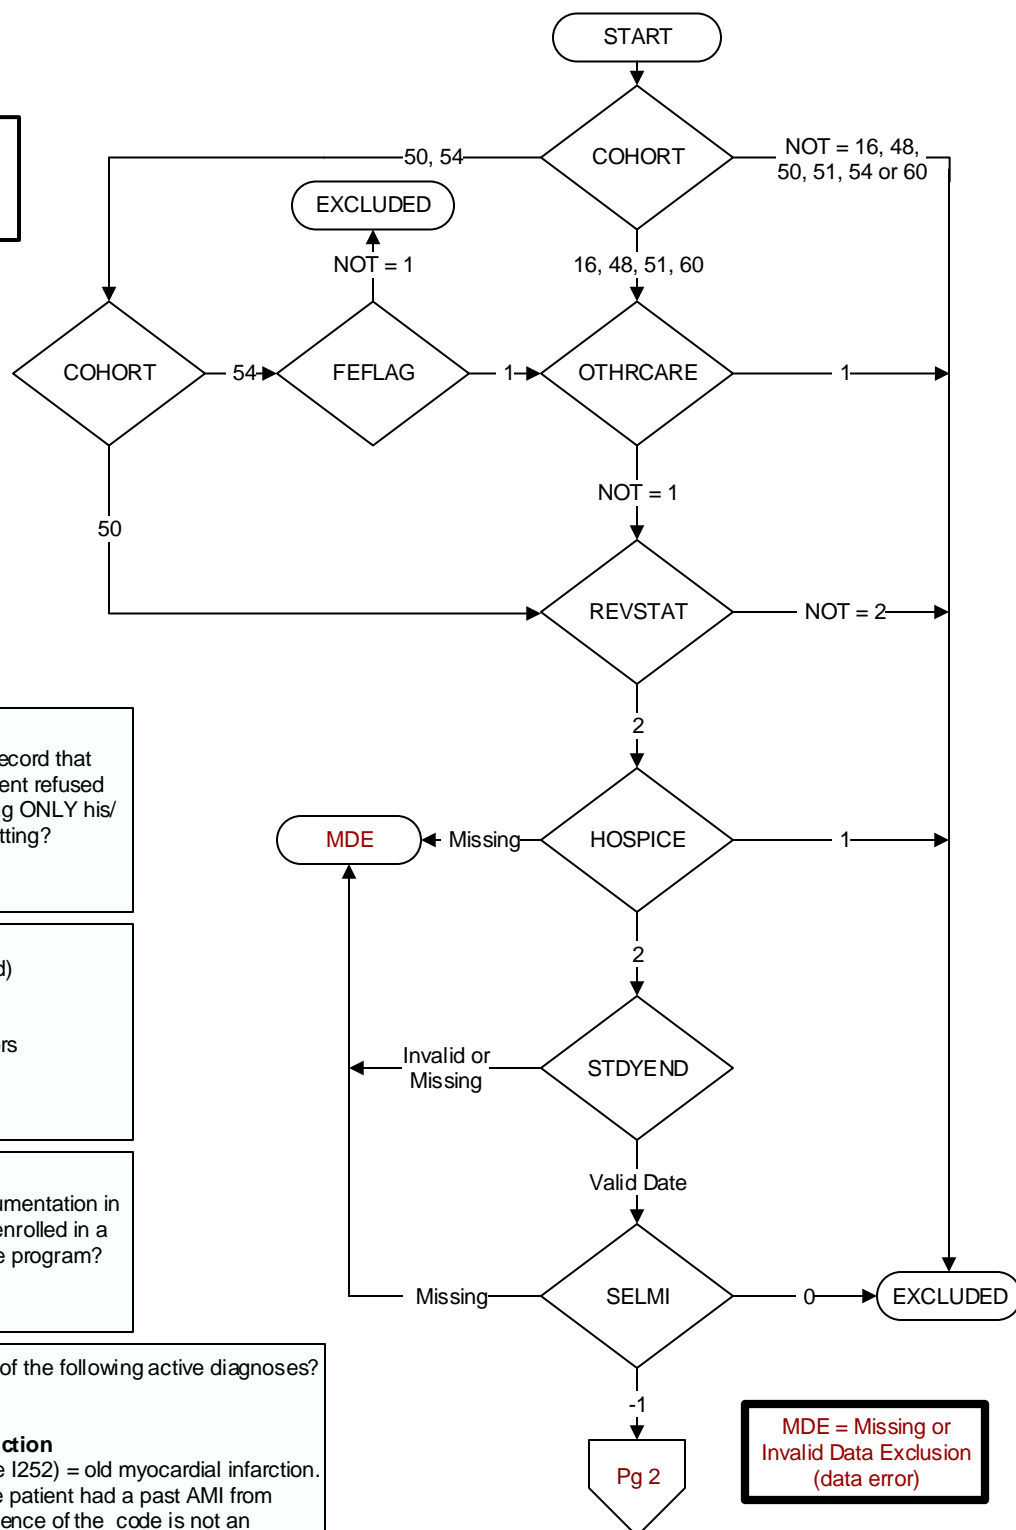 START
COHORT
50, 54
NOT = 16, 48,
50, 51, 54 or 60
EXCLUDED
NOT = 1
16, 48, 51, 60
COHORT
54
FEFLAG
1
OTHRCARE
1
NOT = 1
50
REVSTAT
NOT = 2
2
ecord that
ent refused
g ONLY his/
tting?
MDE
Missing
HOSPICE
1
2
d)
rs
Invalid or
Missing
STDYEND
Valid Date
umentation in
enrolled in a
e program?
Missing
SELMI
0
EXCLUDED
of the following active diagnoses?
-1
ction
e I252) = old myocardial infarction.
e patient had a past AMI from
ence of the code is not an
Pg 2
MDE = Missing or
Invalid Data Exclusion
(data error)